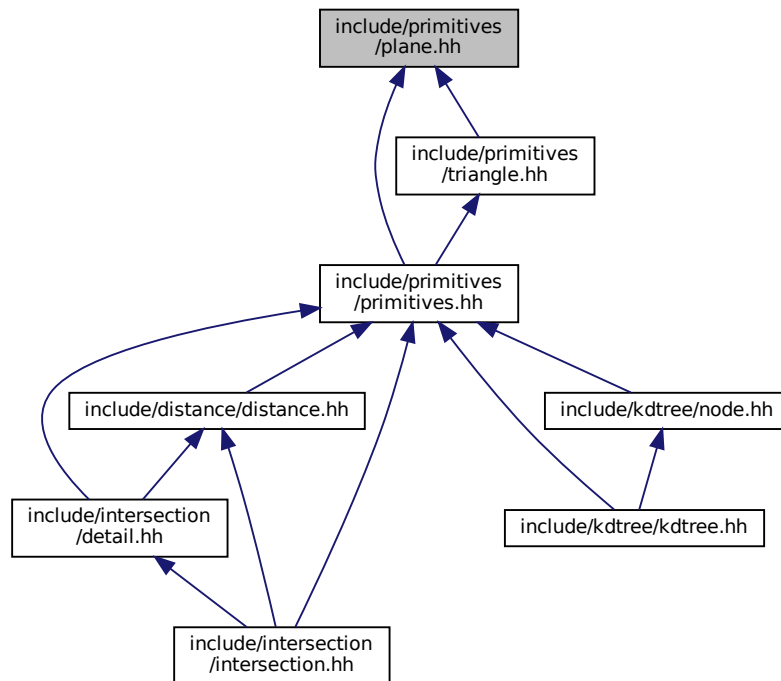 include/primitives
/plane.hh
include/primitives
/triangle.hh
include/primitives
/primitives.hh
include/distance/distance.hh
include/kdtree/node.hh
include/intersection
/detail.hh
include/kdtree/kdtree.hh
include/intersection
/intersection.hh